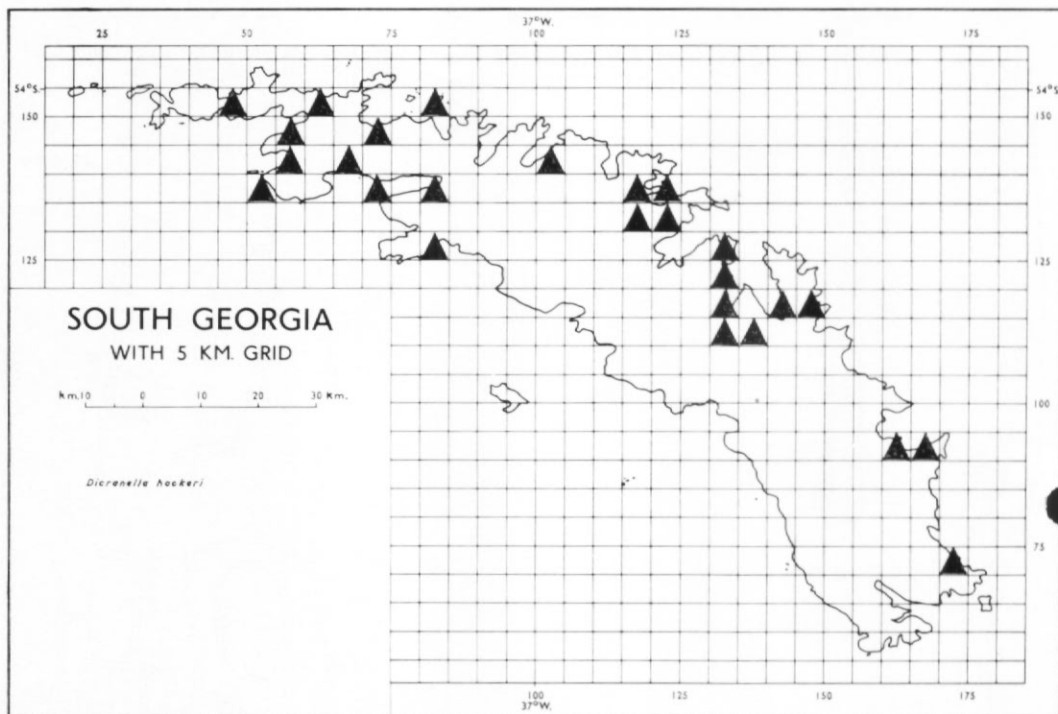 37°W.
25 50 75 100 125 150 175
54°S 54°S
150 150
125 125
SOUTH GEORGIA
WITH 5 KM. GRID
km.10 0 10 20 30 km.
100
Dicranella hookeri
75
100 125 150 175
37°W.